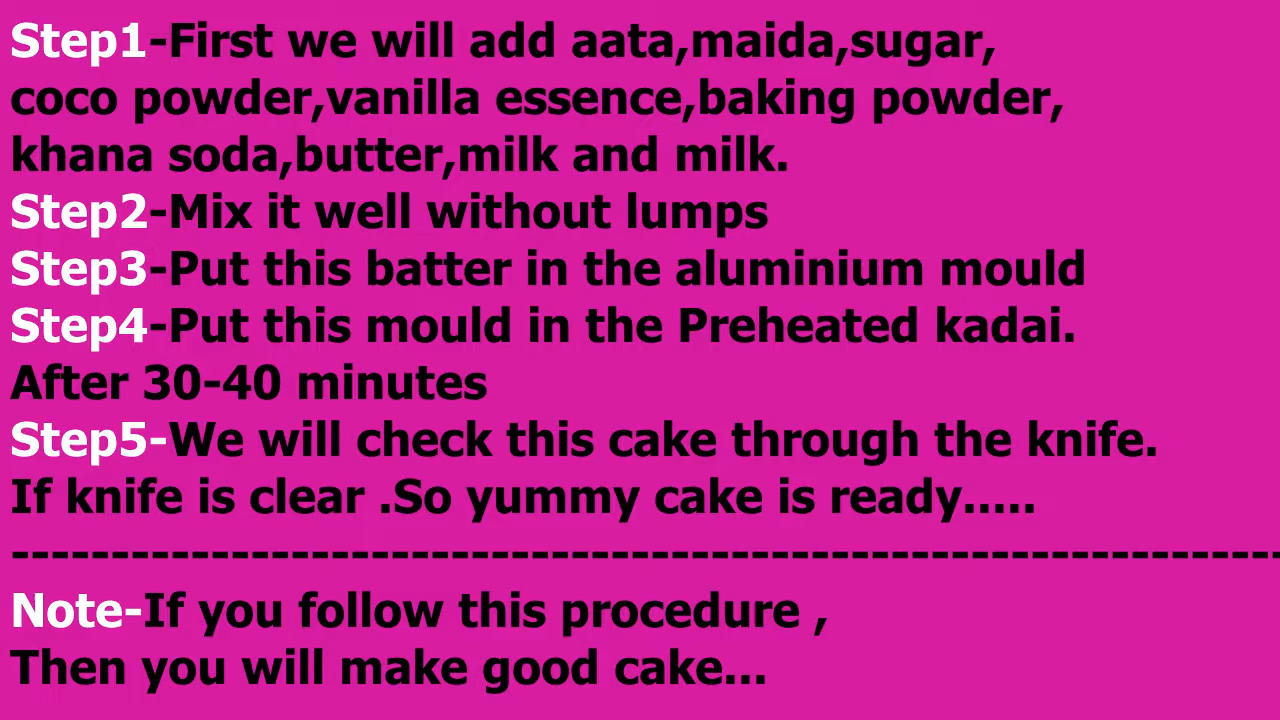 Step1-First we will add aata,maida,sugar,
coco powder,vanilla essence,baking powder,
khana soda,butter,milk and milk.
Step2-Mix it well without lumps
Step3-Put this batter in the aluminium mould
Step4-Put this mould in the Preheated kadai.
After 30-40 minutes
Step5-We will check this cake through the knife.
If knife is clear .So yummy cake is ready.....
----------------------------------------------------------------
Note-If you follow this procedure ,
Then you will make good cake...